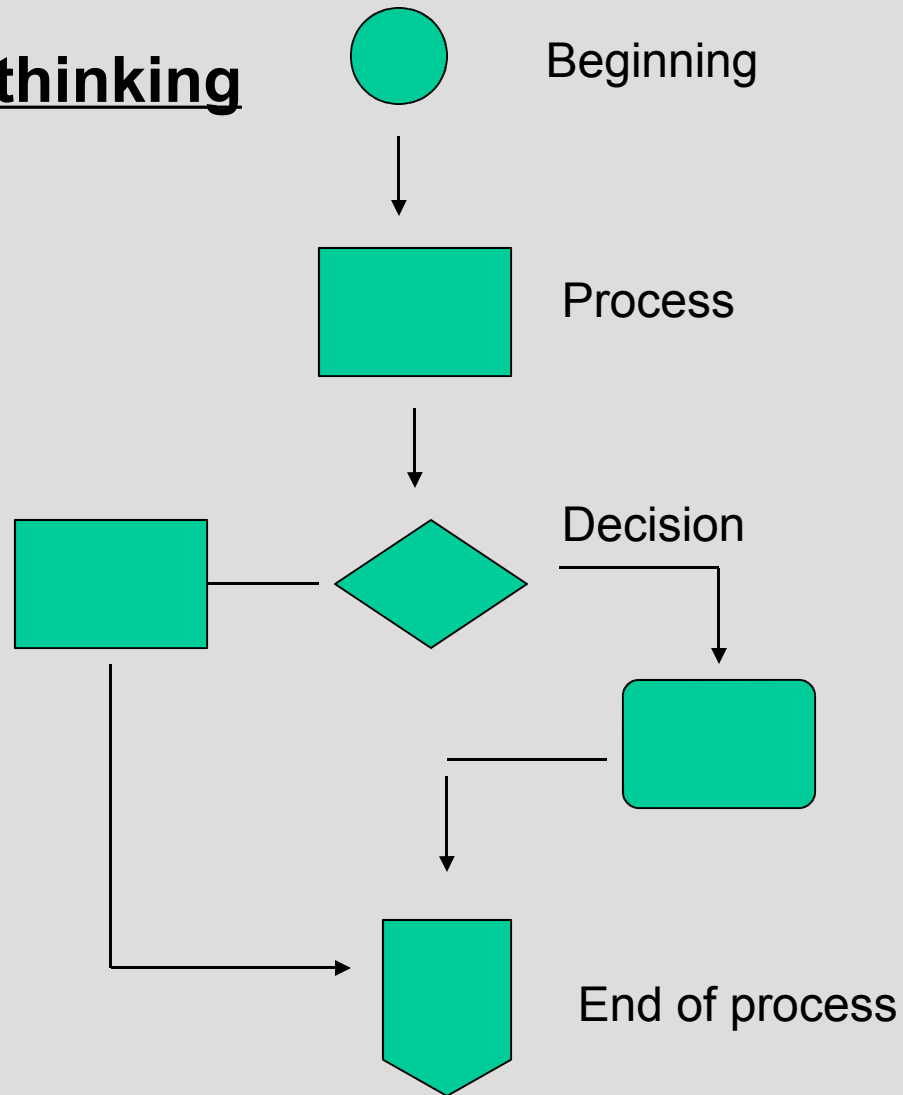 thinking
Beginning
Process
Decision
End of process